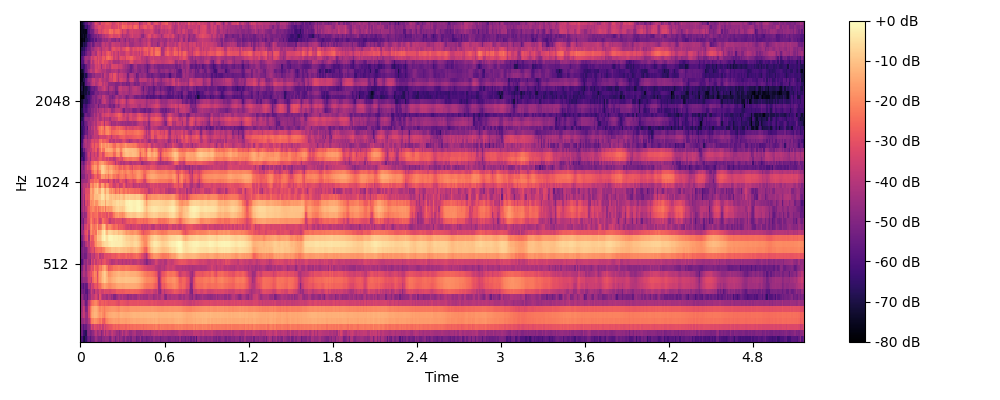 Hz
2048
1024
512
0 0.6 1.2 1.8 2.4 3 3.6 4.2 4.8
Time
+0 dB
-10 dB
-20 dB
-30 dB
-40 dB
-50 dB
-60 dB
-70 dB
-80 dB